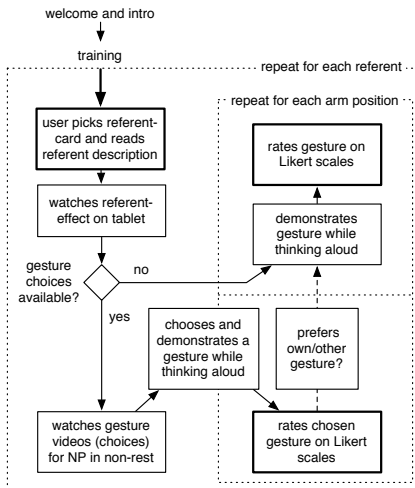 welcome and intro
training
repeat for each referent
user picks referent-
card and reads
referent description
repeat for each arm position
rates gesture on
Likert scales
watches referent-
effect on tablet
demonstrates
gesture while
thinking aloud
gesture
choices
available?
no
yes
chooses and
demonstrates a
gesture while
thinking aloud
prefers
own/other
gesture?
watches gesture
videos (choices)
for NP in non-rest
rates chosen
gesture on Likert
scales